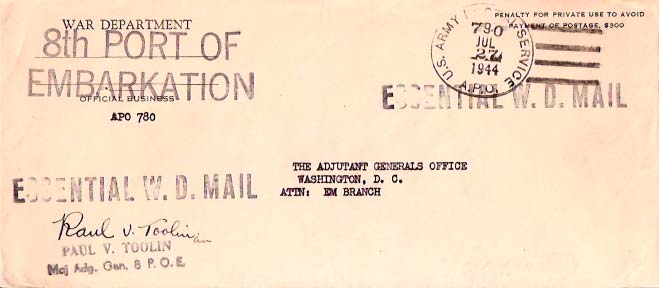 WAR DEPARTMENT
8th PORT OF
EMBARKATION
OFFICIAL BUSINESS
APO 780
PENALTY FOR PRIVATE USE TO AVOID
PAYMENT OF POSTAGE, $300
U.S. ARMY SERVICE
790
JUL
27
1944
A.P.O.
ESSENTIAL W. D. MAIL
THE ADJUTANT GENERALS OFFICE
WASHINGTON, D. C.
ATTN: EM BRANCH
ESSENTIAL W. D. MAIL
Paul V. Toolin
PAUL V. TOOLIN
Maj Adg. Gen. 8 P. O. E.